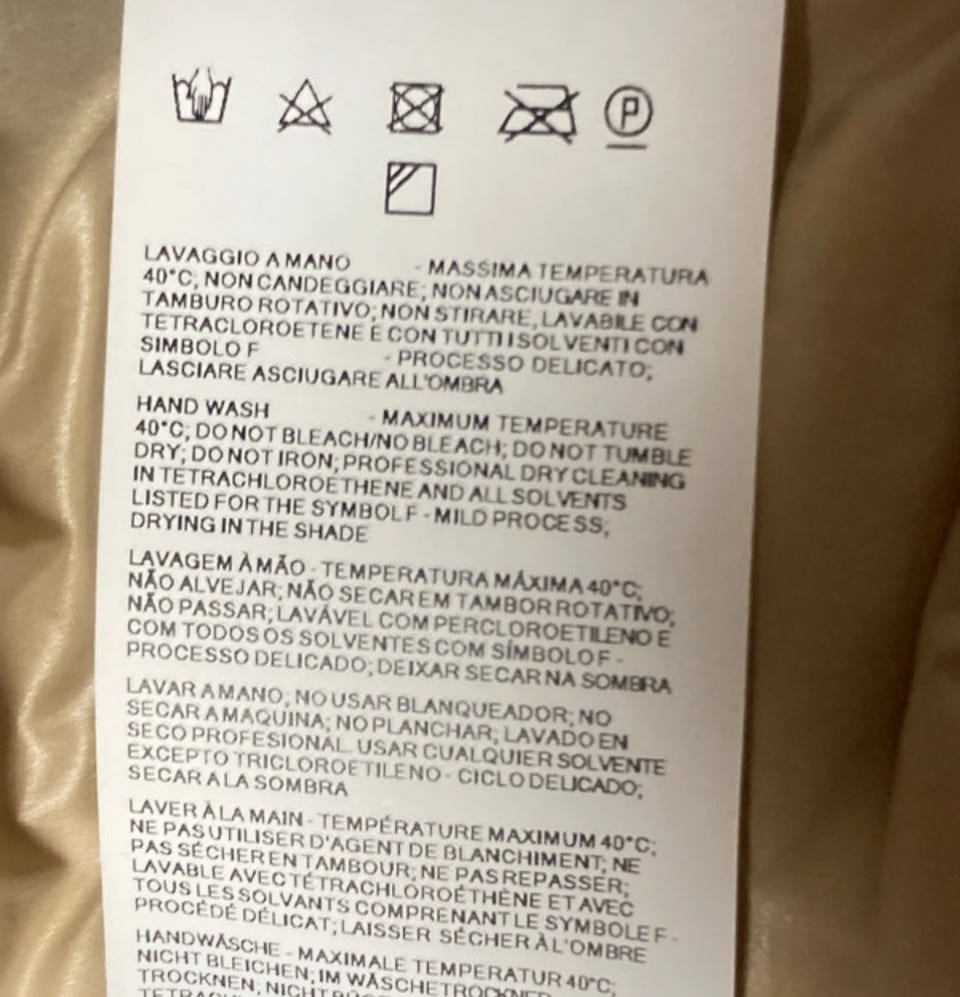 P
LAVAGGIO A MANO - MASSIMA TEMPERATURA
40°C; NON CANDEGGIARE; NON ASCIUGARE IN
TAMBURO ROTATIVO; NON STIRARE, LAVABILE CON
TETRACLOROETENE E CON TUTTI I SOLVENTI CON
SIMBOLO F - PROCESSO DELICATO;
LASCIARE ASCIUGARE ALL'OMBRA
HAND WASH - MAXIMUM TEMPERATURE
40°C; DO NOT BLEACH/NO BLEACH; DO NOT TUMBLE
DRY; DO NOT IRON; PROFESSIONAL DRY CLEANING
IN TETRACHLOROETHENE AND ALL SOLVENTS
LISTED FOR THE SYMBOL F - MILD PROCESS;
DRYING IN THE SHADE
LAVAGEM À MÃO - TEMPERATURA MÁXIMA 40°C;
NÃO ALVEJAR; NÃO SECAR EM TAMBOR ROTATIVO;
NÃO PASSAR; LAVÁVEL COM PERCLOROETILENO E
COM TODOS OS SOLVENTES COM SÍMBOLO F -
PROCESSO DELICADO; DEIXAR SECAR NA SOMBRA
LAVAR A MANO; NO USAR BLANQUEADOR; NO
SECAR A MAQUINA; NO PLANCHAR; LAVADO EN
SECO PROFESIONAL. USAR CUALQUIER SOLVENTE
EXCEPTO TRICLOROETILENO - CICLO DELICADO;
SECAR A LA SOMBRA
LAVER À LA MAIN - TEMPÉRATURE MAXIMUM 40°C;
NE PAS UTILISER D'AGENT DE BLANCHIMENT; NE
PAS SÉCHER EN TAMBOUR; NE PAS REPASSER;
LAVABLE AVEC TÉTRACHLOROÉTHÈNE ET AVEC
TOUS LES SOLVANTS COMPRENANT LE SYMBOLE F -
PROCÉDÉ DÉLICAT; LAISSER SÉCHER À L'OMBRE
HANDWÄSCHE - MAXIMALE TEMPERATUR 40°C;
NICHT BLEICHEN; IM WÄSCHETROCKNER
TROCKNEN; NICHT